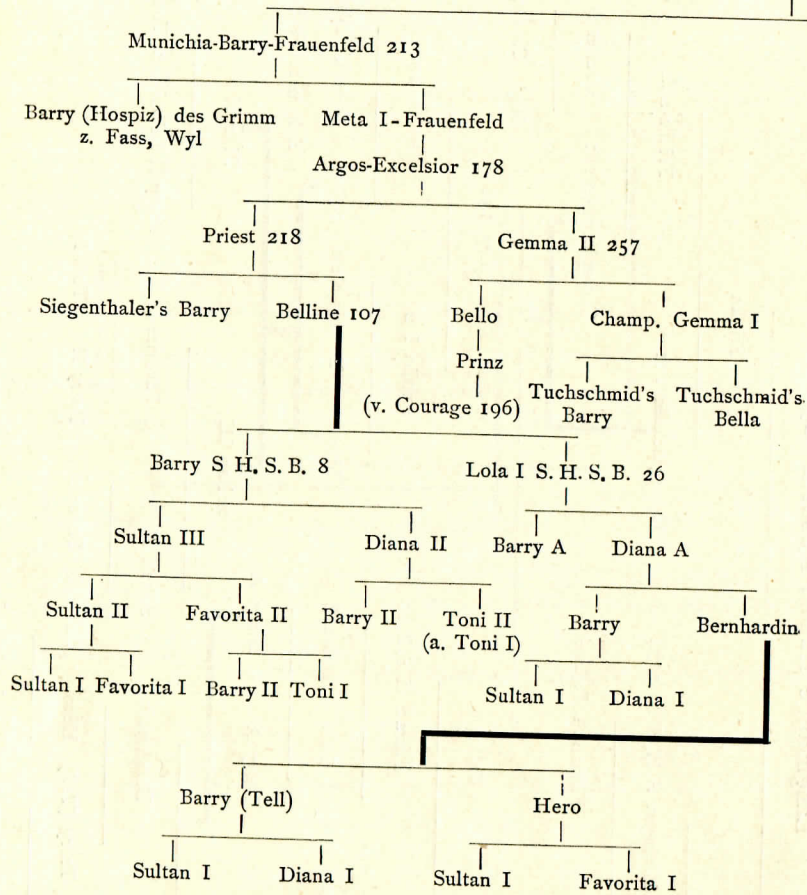 Munichia-Barry-Frauenfeld 213
Barry (Hospiz) des Grimm
z. Fass, Wyl
Meta I-Frauenfeld
Argos-Excelsior 178
Priest 218
Gemma II 257
Siegenthaler's Barry
Belline 107
Bello
Champ. Gemma I
Prinz
(v. Courage 196)
Tuchschmid's
Barry
Tuchschmid's
Bella
Barry S H. S. B. 8
Lola I S. H. S. B. 26
Sultan III
Diana II
Barry A
Diana A
Sultan II
Favorita II
Barry II
Toni II
(a. Toni I)
Barry
Bernhardin
Sultan I
Favorita I
Barry II
Toni I
Sultan I
Diana I
Barry (Tell)
Hero
Sultan I
Diana I
Sultan I
Favorita I